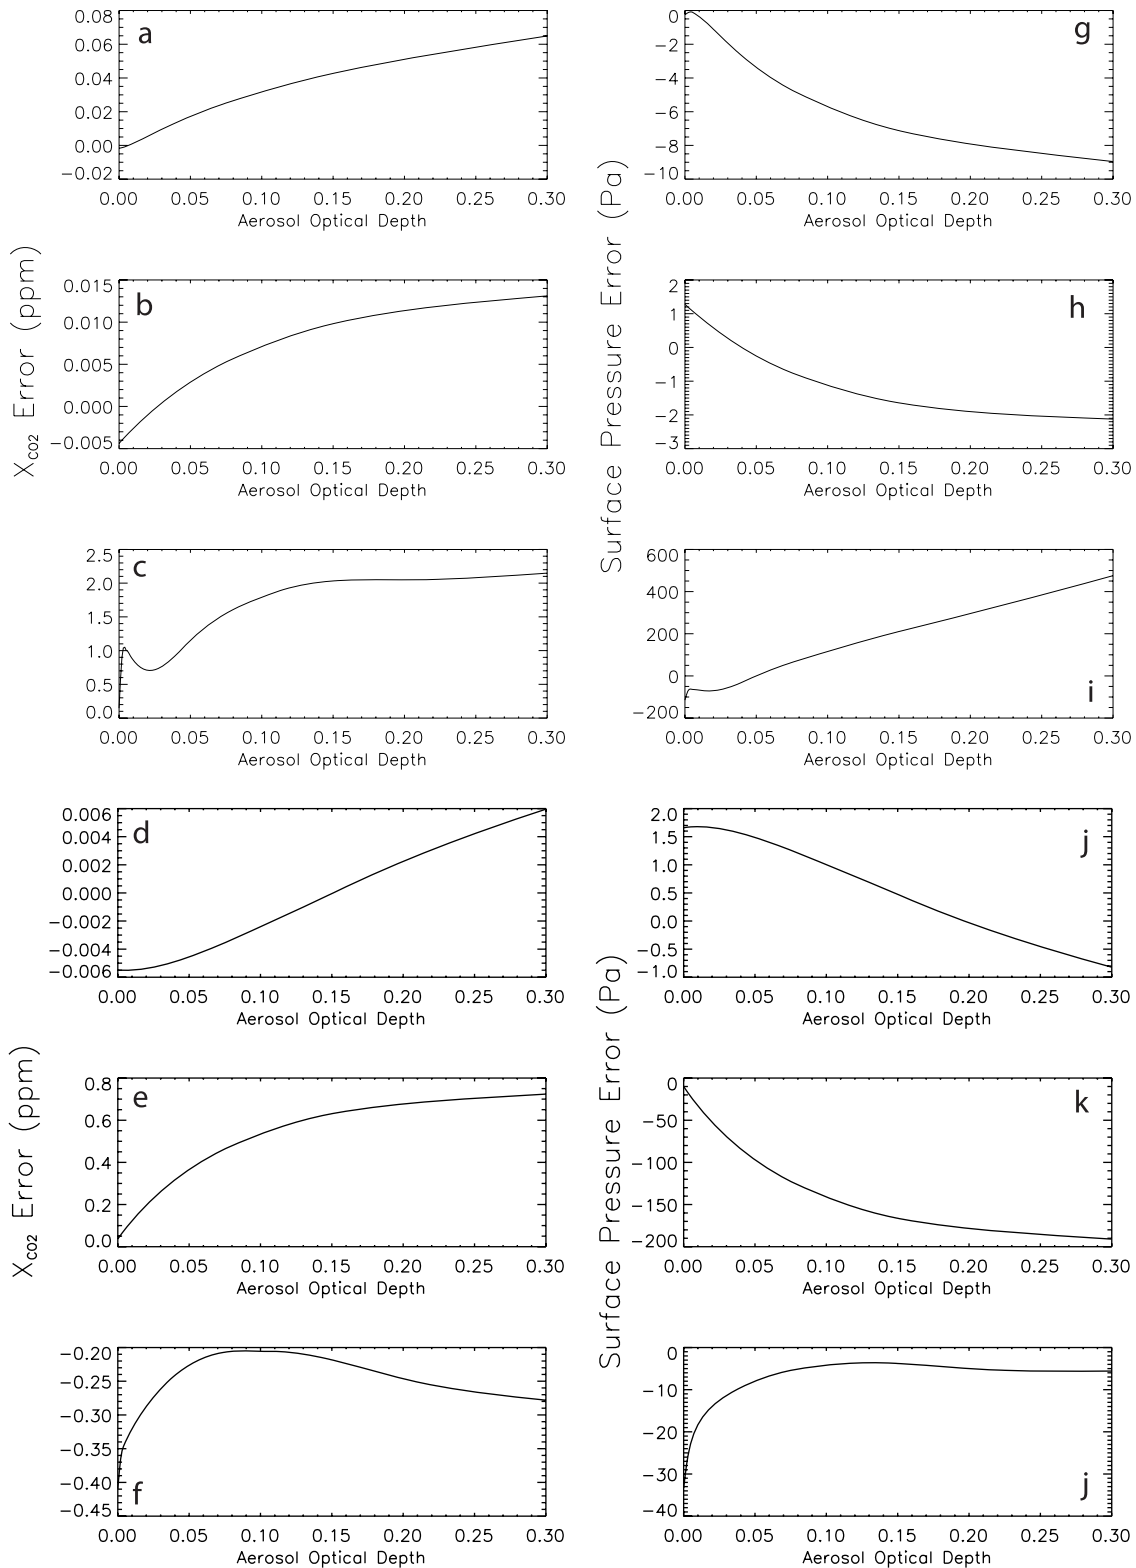 a
0.08
0.06
0.04
0.02
0.00
−0.02
0.00 0.05 0.10 0.15 0.20 0.25 0.30
Aerosol Optical Depth
g
0
−2
−4
−6
−8
−10
0.00 0.05 0.10 0.15 0.20 0.25 0.30
Aerosol Optical Depth
XCO2 Error (ppm)
Surface Pressure Error (Pa)
b
0.015
0.010
0.005
0.000
−0.005
0.00 0.05 0.10 0.15 0.20 0.25 0.30
Aerosol Optical Depth
h
2
1
0
−1
−2
−3
0.00 0.05 0.10 0.15 0.20 0.25 0.30
Aerosol Optical Depth
c
2.5
2.0
1.5
1.0
0.5
0.0
0.00 0.05 0.10 0.15 0.20 0.25 0.30
Aerosol Optical Depth
i
600
400
200
0
−200
0.00 0.05 0.10 0.15 0.20 0.25 0.30
Aerosol Optical Depth
d
0.006
0.004
0.002
0.000
−0.002
−0.004
−0.006
0.00 0.05 0.10 0.15 0.20 0.25 0.30
Aerosol Optical Depth
j
2.0
1.5
1.0
0.5
0.0
−0.5
−1.0
0.00 0.05 0.10 0.15 0.20 0.25 0.30
Aerosol Optical Depth
XCO2 Error (ppm)
Surface Pressure Error (Pa)
e
0.8
0.6
0.4
0.2
0.0
0.00 0.05 0.10 0.15 0.20 0.25 0.30
Aerosol Optical Depth
k
0
−50
−100
−150
−200
0.00 0.05 0.10 0.15 0.20 0.25 0.30
Aerosol Optical Depth
f
−0.20
−0.25
−0.30
−0.35
−0.40
−0.45
0.00 0.05 0.10 0.15 0.20 0.25 0.30
Aerosol Optical Depth
j
0
−10
−20
−30
−40
0.00 0.05 0.10 0.15 0.20 0.25 0.30
Aerosol Optical Depth